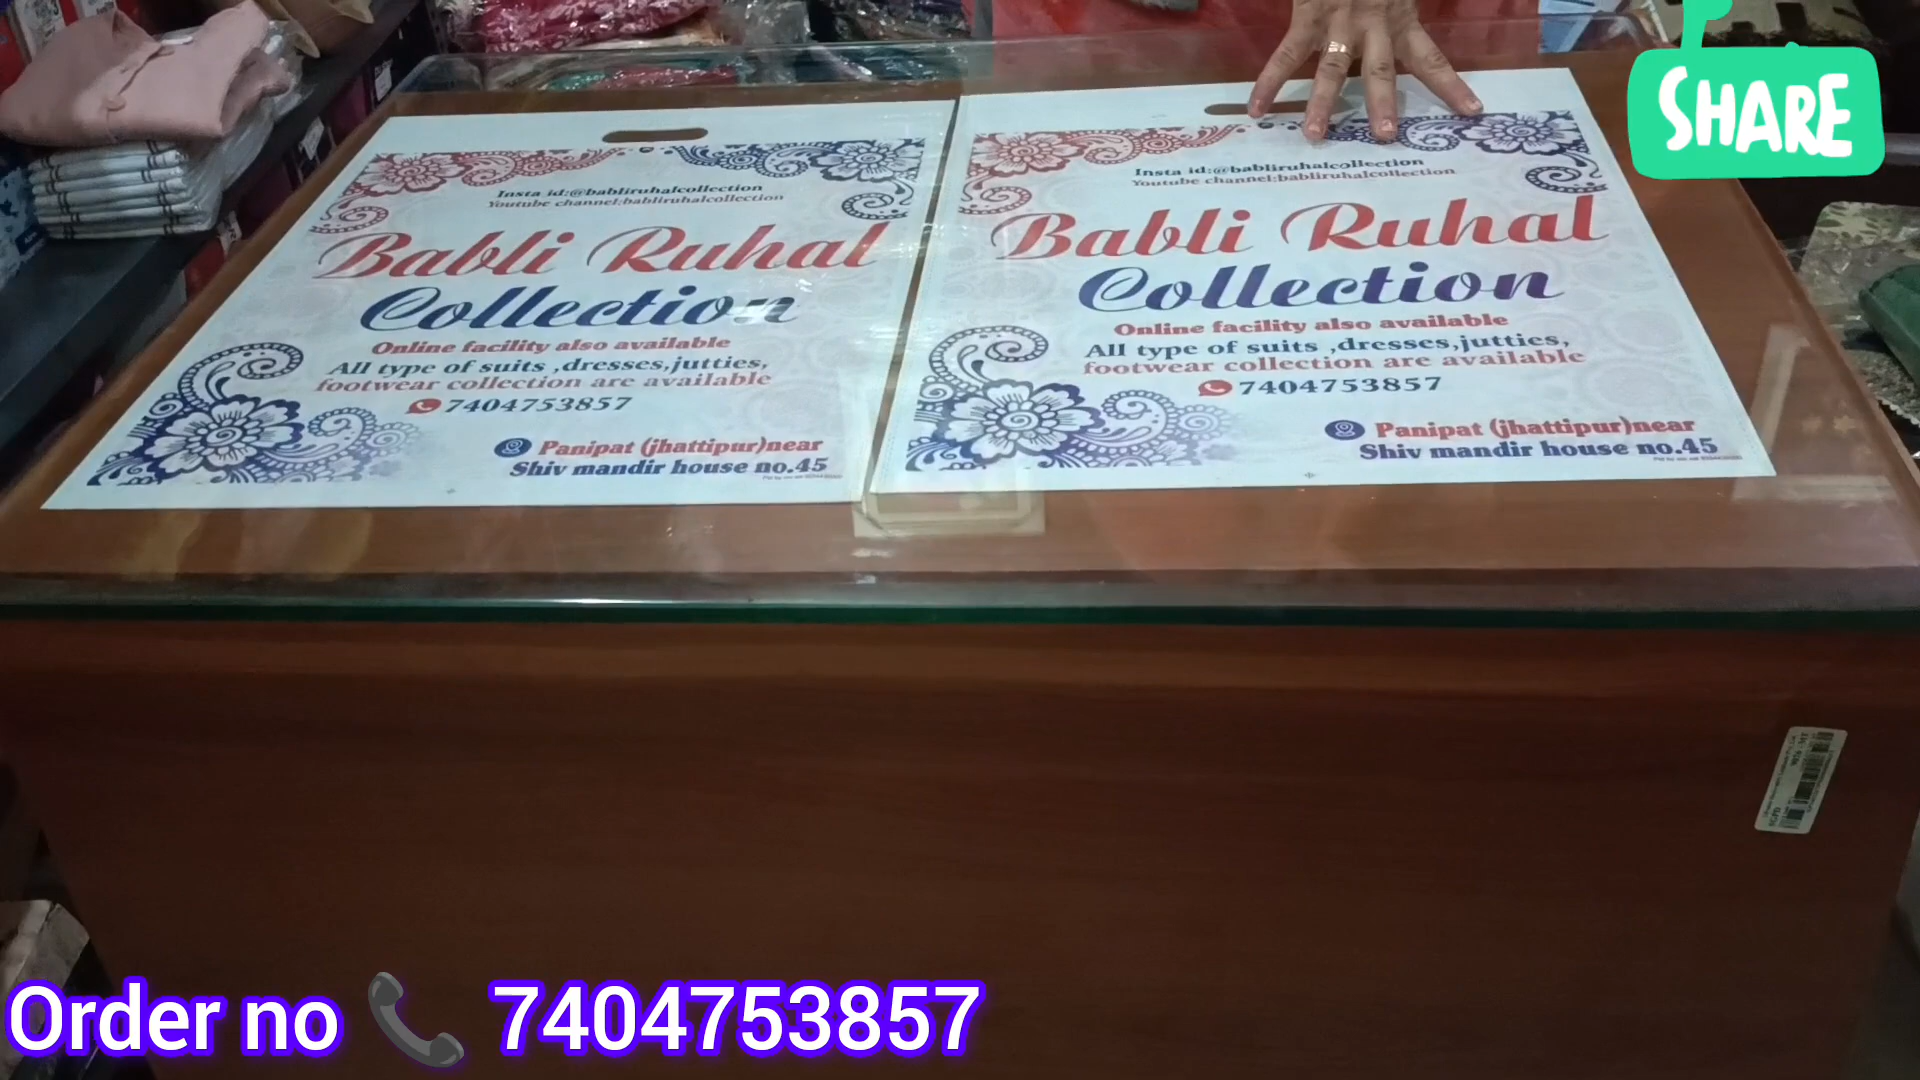 SHARE
Insta id:@babliruhalcollection
Youtube channel:babliruhalcollection
Babli Ruhal
Collection
Online facility also available
All type of suits ,dresses,jutties,
footwear collection are available
7404753857
Panipat (jhattipur)near
Shiv mandir house no.45
Insta id:@babliruhalcollection
Youtube channel:babliruhalcollection
Babli Ruhal
Collection
Online facility also available
All type of suits ,dresses,jutties,
footwear collection are available
7404753857
Panipat (jhattipur)near
Shiv mandir house no.45
Order no 7404753857